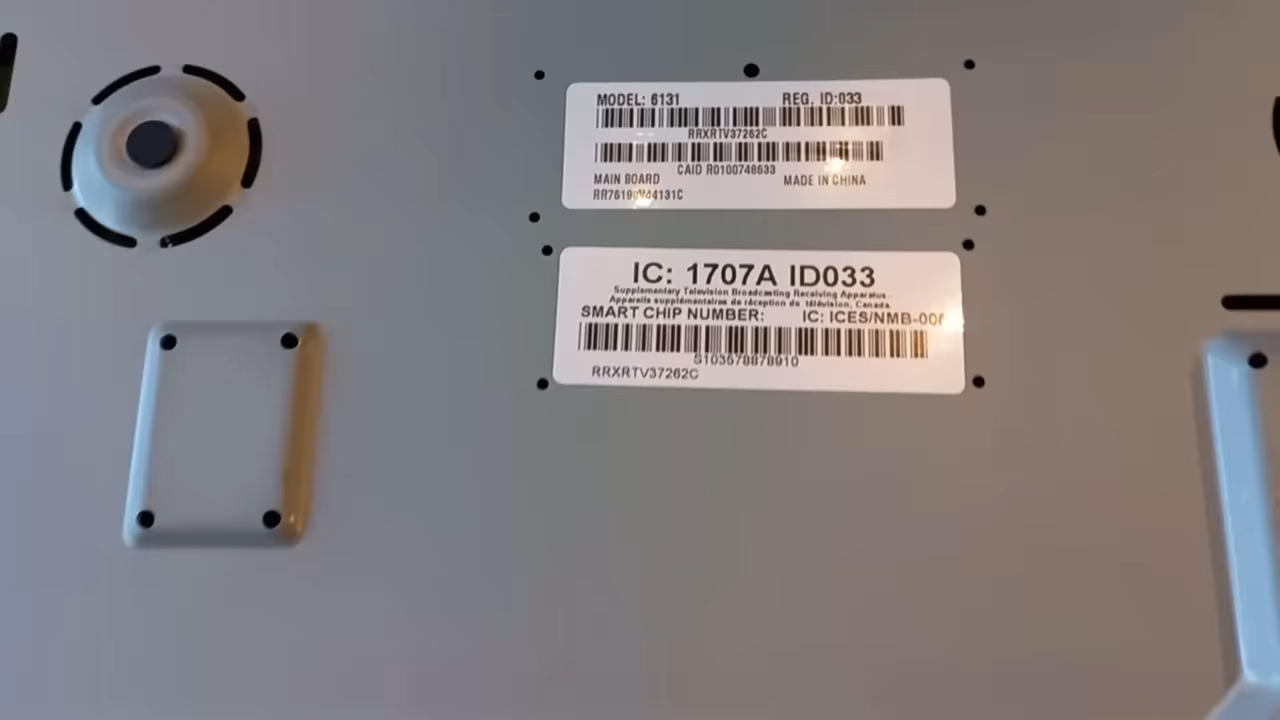 MODEL: 6131 REG. ID:033
RRXRTV37262C
CAID R0100746633
MAIN BOARD MADE IN CHINA
IC: 1707A ID033
Supplementary Television Broadcasting Receiving Apparatus
Appareils supplémentaires de réception de télévision, Canada
SMART CHIP NUMBER: IC:
S103578878910
RRXRTV37262C